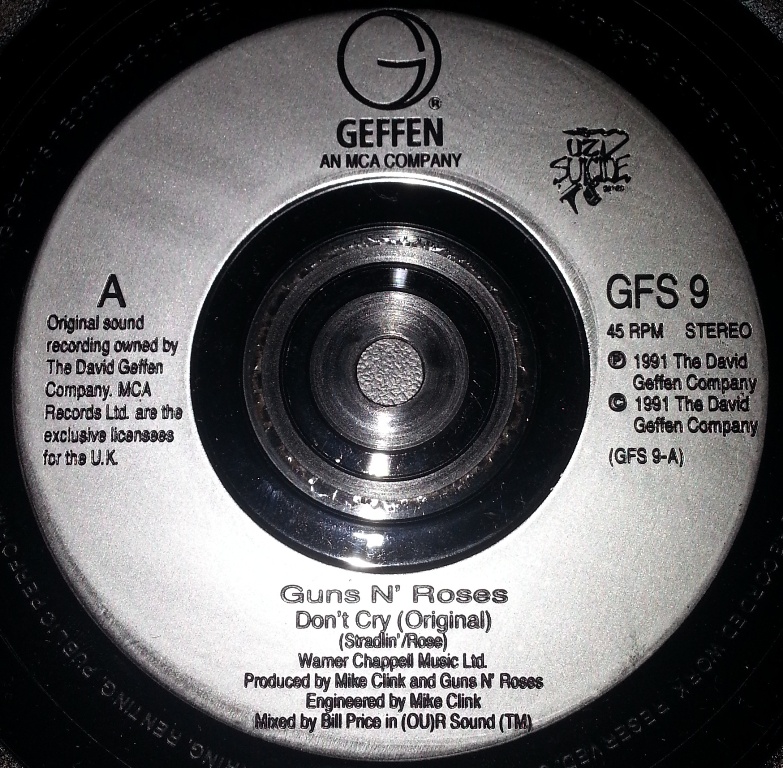 GEFFEN
®
AN MCA COMPANY
UZI
SUICIDE
A
Original sound
recording owned by
The David Geffen
Company. MCA
Records Ltd. are the
exclusive licensees
for the U.K.
GFS 9
45 RPM STEREO
℗ 1991 The David
Geffen Company
© 1991 The David
Geffen Company
(GFS 9-A)
Guns N' Roses
Don't Cry (Original)
(Stradlin'/Rose)
Warner Chappell Music Ltd.
Produced by Mike Clink and Guns N' Roses
Engineered by Mike Clink
Mixed by Bill Price in (OU)R Sound (TM)